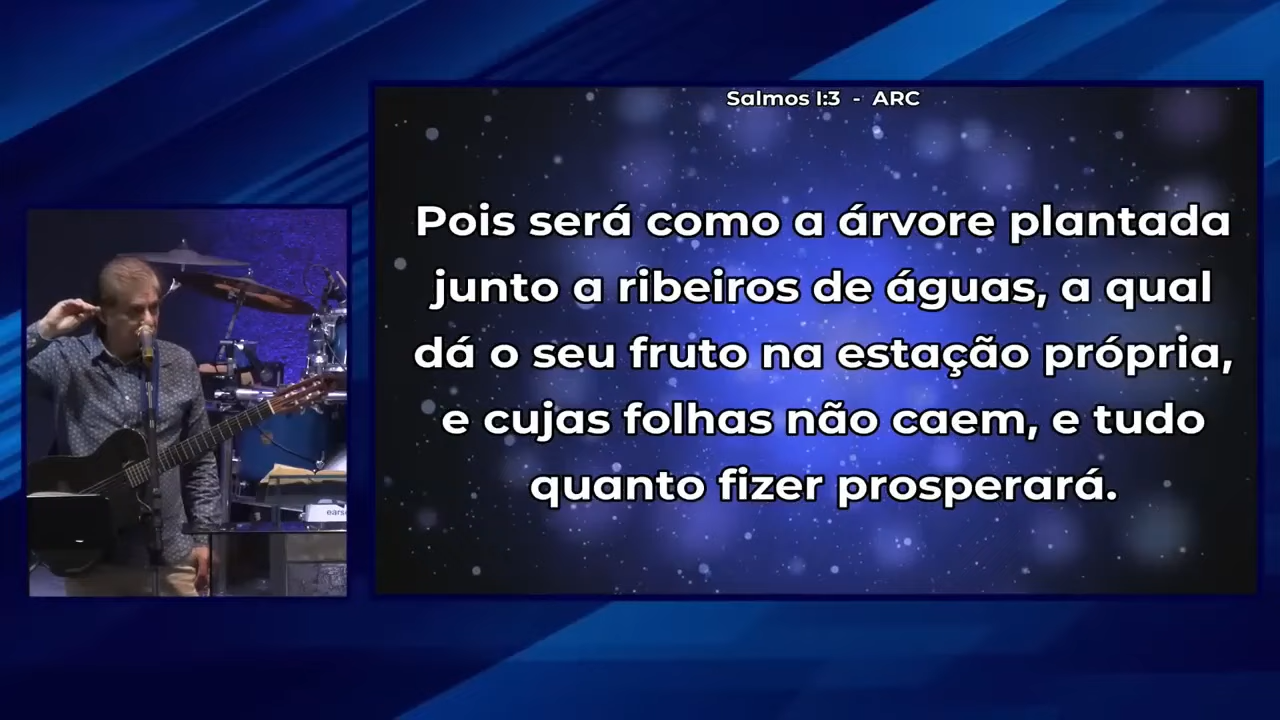 Salmos 1:3 - ARC
Pois será como a árvore plantada
junto a ribeiros de águas, a qual
dá o seu fruto na estação própria,
e cujas folhas não caem, e tudo
quanto fizer prosperará.